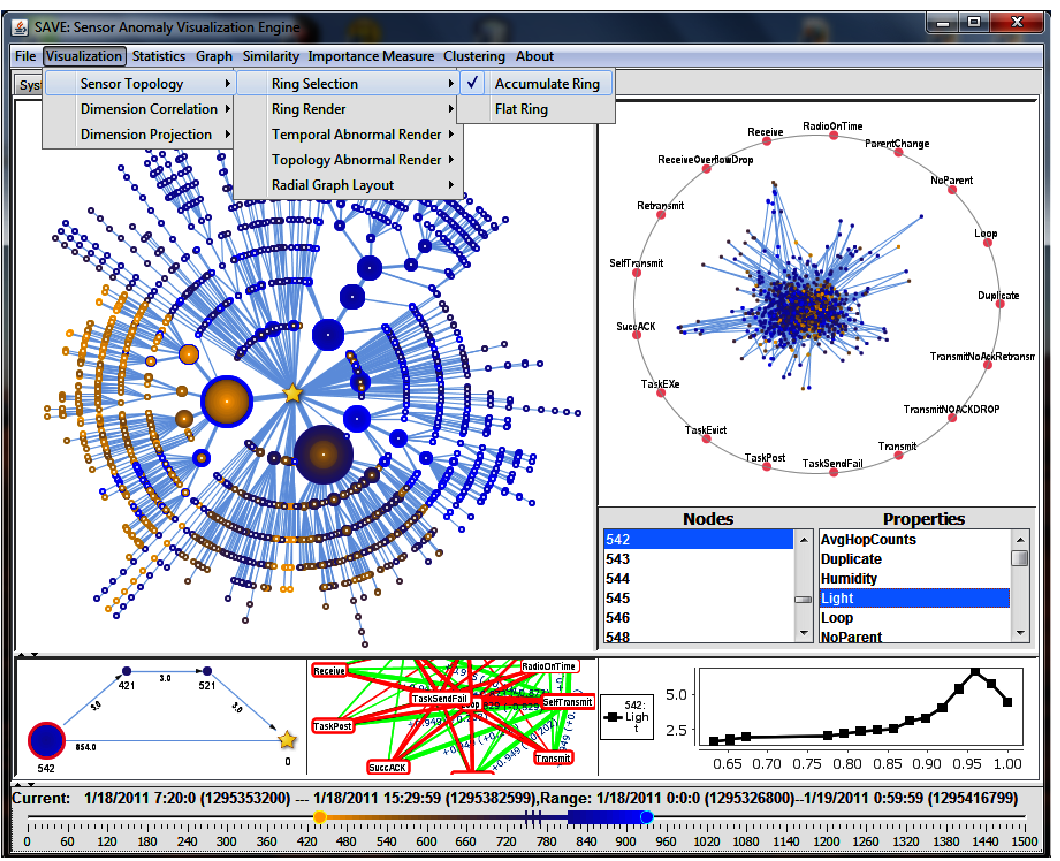 SAVE: Sensor Anomaly Visualization Engine
File Visualization Statistics Graph Similarity Importance Measure Clustering About
Sensor Topology
Dimension Correlation
Dimension Projection
Ring Selection
Ring Render
Temporal Abnormal Render
Topology Abnormal Render
Radial Graph Layout
Accumulate Ring
Flat Ring
RadioOnTime
Receive
ParentChange
ReceiveOverflowDrop
NoParent
Retransmit
Loop
SelfTransmit
Duplicate
SuccACK
TransmitNoAckRetransm
TaskEXe
TransmitNOACKDROP
TaskEvict
Transmit
TaskPost
TaskSendFail
Nodes
542
543
544
545
546
548
Properties
AvgHopCounts
Duplicate
Humidity
Light
Loop
NoParent
421
3.0
521
5.0
3.0
854.0
542
0
Receive
RadioOnTime
TaskSendFail
SelfTransmit
TaskPost
SuccACK
Transmit
542:
Ligh
t
5.0
2.5
0.65 0.70 0.75 0.80 0.85 0.90 0.95 1.00
Current: 1/18/2011 7:20:0 (1295353200) --- 1/18/2011 15:29:59 (1295382599),Range: 1/18/2011 0:0:0 (1295326800)--1/19/2011 0:59:59 (1295416799)
0 60 120 180 240 300 360 420 480 540 600 660 720 780 840 900 960 1020 1080 1140 1200 1260 1320 1380 1440 1500